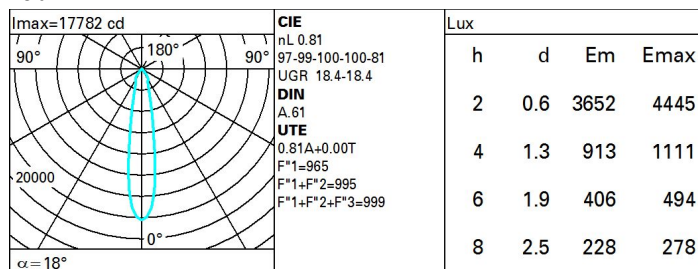 Imax=17782 cd
90° 180° 90°
20000
0°
α=18°
CIE
nL 0.81
97-99-100-100-81
UGR 18.4-18.4
DIN
A.61
UTE
0.81A+0.00T
F"1=965
F"1+F"2=995
F"1+F"2+F"3=999
Lux
h d Em Emax
2 0.6 3652 4445
4 1.3 913 1111
6 1.9 406 494
8 2.5 228 278